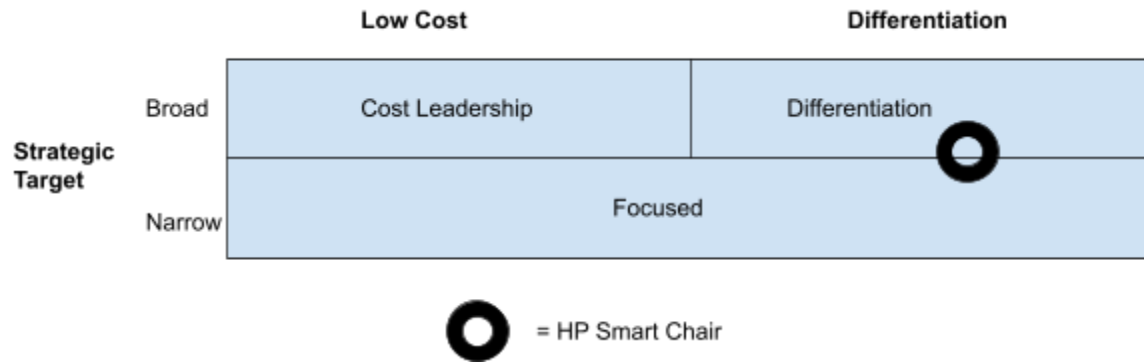 Low Cost Differentiation
Broad Cost Leadership Differentiation
Strategic
Target
Narrow Focused
= HP Smart Chair